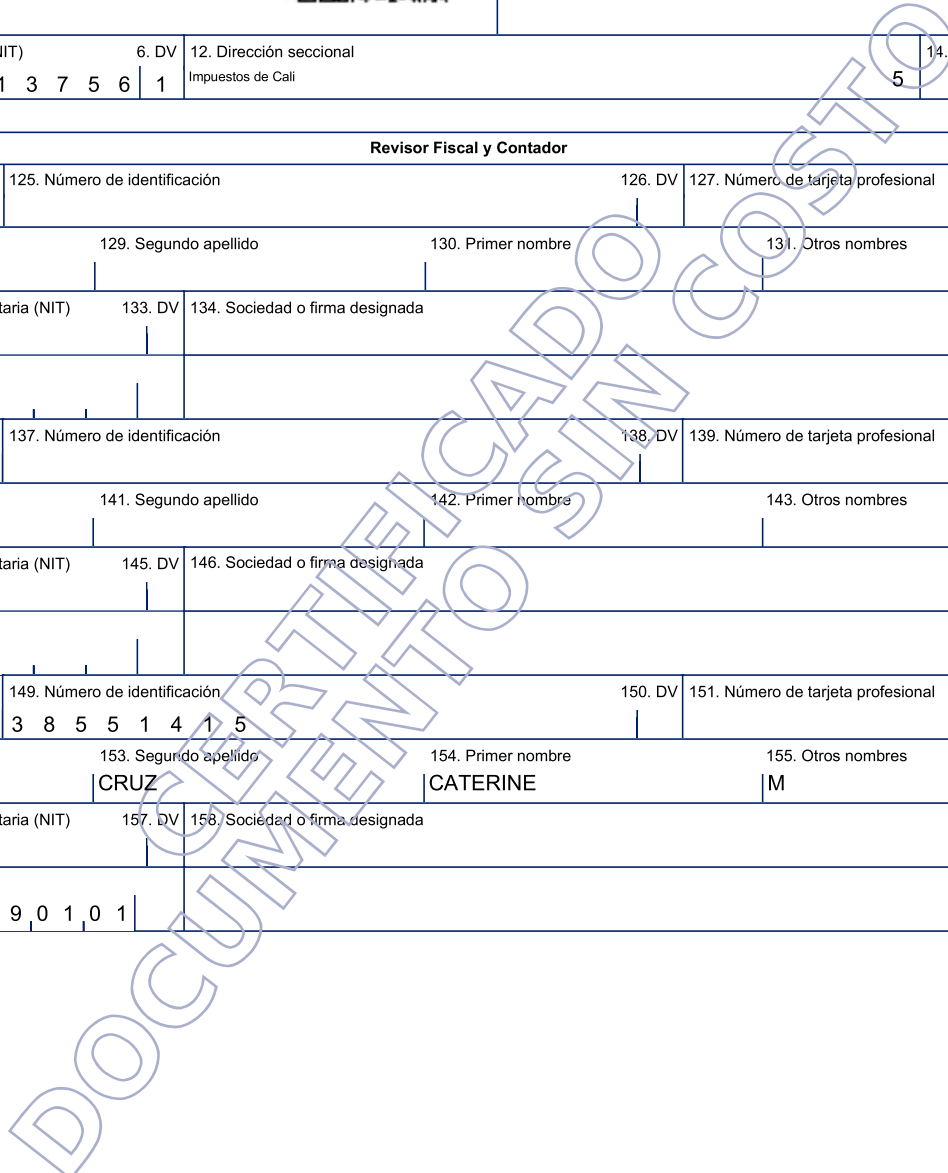 IT) 6. DV 12. Dirección seccional 14.
1 3 7 5 6 1 Impuestos de Cali 5
Revisor Fiscal y Contador
125. Número de identificación 126. DV 127. Número de tarjeta profesional
129. Segundo apellido 130. Primer nombre 131. Otros nombres
taria (NIT) 133. DV 134. Sociedad o firma designada
137. Número de identificación 138. DV 139. Número de tarjeta profesional
141. Segundo apellido 142. Primer nombre 143. Otros nombres
taria (NIT) 145. DV 146. Sociedad o firma designada
149. Número de identificación 150. DV 151. Número de tarjeta profesional
3 8 5 5 1 4 1 5
153. Segundo apellido 154. Primer nombre 155. Otros nombres
CRUZ CATERINE M
taria (NIT) 157. DV 158. Sociedad o firma designada
9 0 1 0 1
CERTIFICADO
DOCUMENTO SIN COSTO